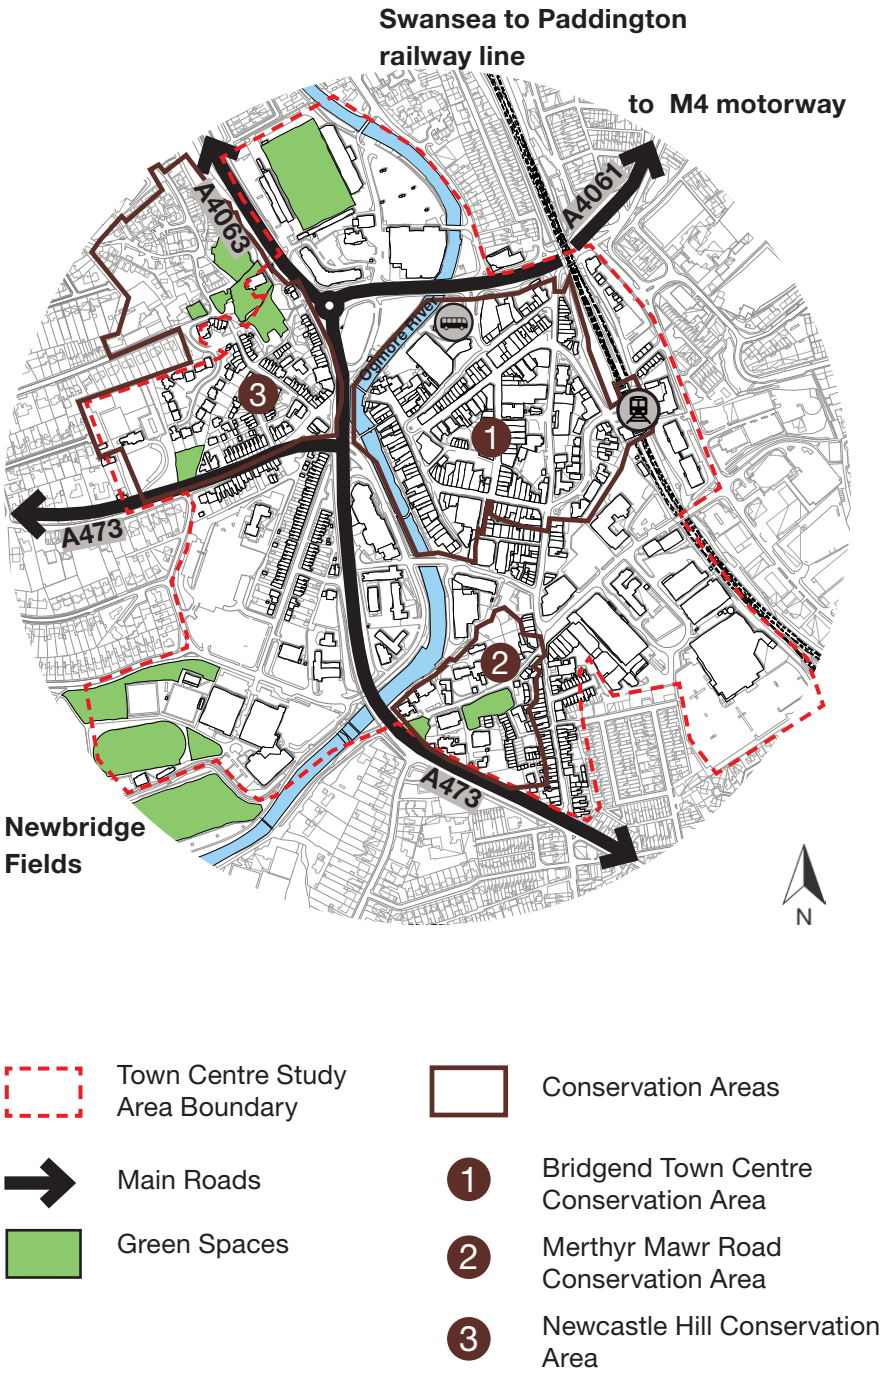 Swansea to Paddington
railway line
to M4 motorway
A4061
A4063
Ogmore River
3
1
A473
2
A473
Newbridge
Fields
N
Town Centre Study
Area Boundary
Conservation Areas
Main Roads
1 Bridgend Town Centre
Conservation Area
Green Spaces
2 Merthyr Mawr Road
Conservation Area
3 Newcastle Hill Conservation
Area